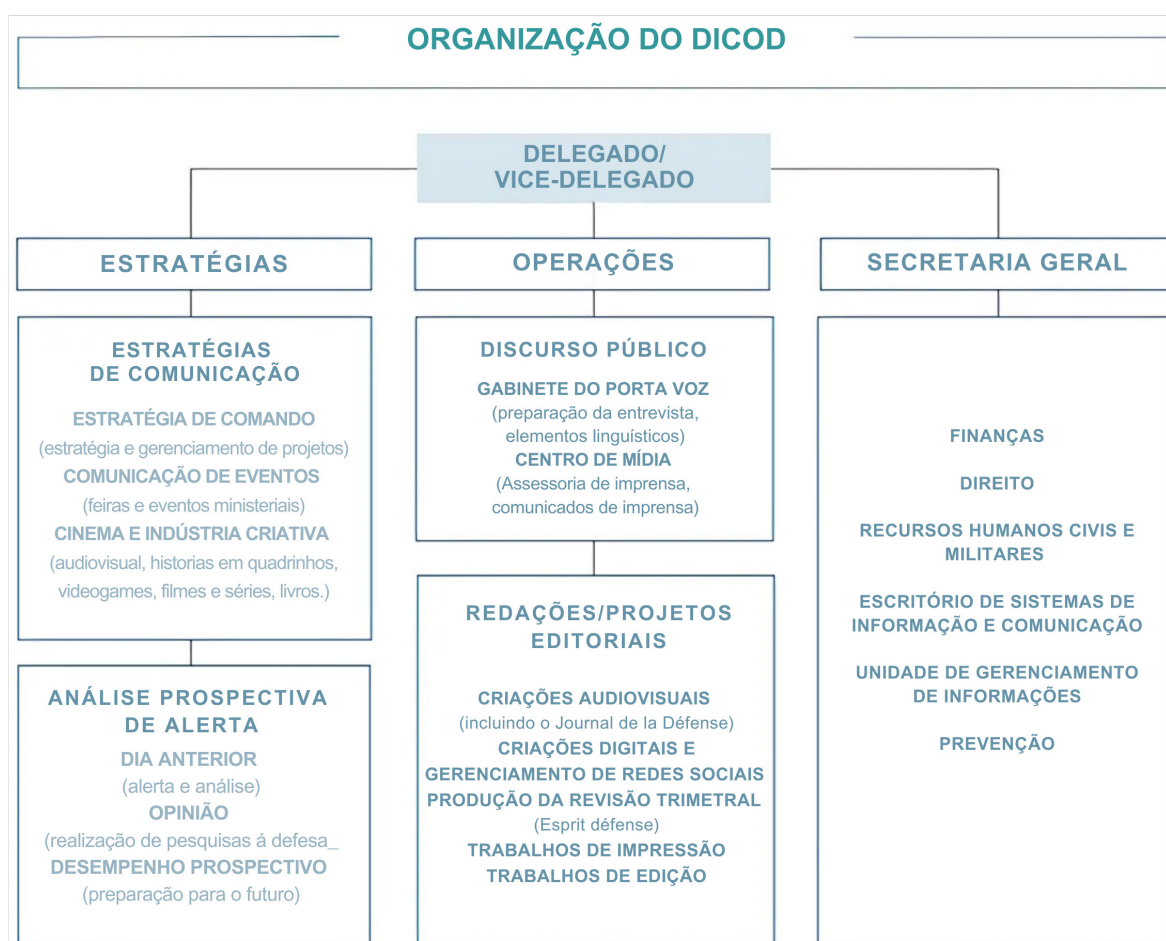 ORGANIZAÇÃO DO DICOD
DELEGADO/
VICE-DELEGADO
ESTRATÉGIAS
ESTRATÉGIAS
DE COMUNICAÇÃO
ESTRATÉGIA DE COMANDO
(estratégia e gerenciamento de projetos)
COMUNICAÇÃO DE EVENTOS
(feiras e eventos ministeriais)
CINEMA E INDÚSTRIA CRIATIVA
(audiovisual, historias em quadrinhos,
videogames, filmes e séries, livros.)
ANÁLISE PROSPECTIVA
DE ALERTA
DIA ANTERIOR
(alerta e análise)
OPINIÃO
(realização de pesquisas á defesa_
DESEMPENHO PROSPECTIVO
(preparação para o futuro)
OPERAÇÕES
DISCURSO PÚBLICO
GABINETE DO PORTA VOZ
(preparação da entrevista,
elementos linguísticos)
CENTRO DE MÍDIA
(Assessoria de imprensa,
comunicados de imprensa)
REDAÇÕES/PROJETOS
EDITORIAIS
CRIAÇÕES AUDIOVISUAIS
(incluindo o Journal de la Défense)
CRIAÇÕES DIGITAIS E
GERENCIAMENTO DE REDES SOCIAIS
PRODUÇÃO DA REVISÃO TRIMETRAL
(Esprit défense)
TRABALHOS DE IMPRESSÃO
TRABALHOS DE EDIÇÃO
SECRETARIA GERAL
FINANÇAS
DIREITO
RECURSOS HUMANOS CIVIS E
MILITARES
ESCRITÓRIO DE SISTEMAS DE
INFORMAÇÃO E COMUNICAÇÃO
UNIDADE DE GERENCIAMENTO
DE INFORMAÇÕES
PREVENÇÃO